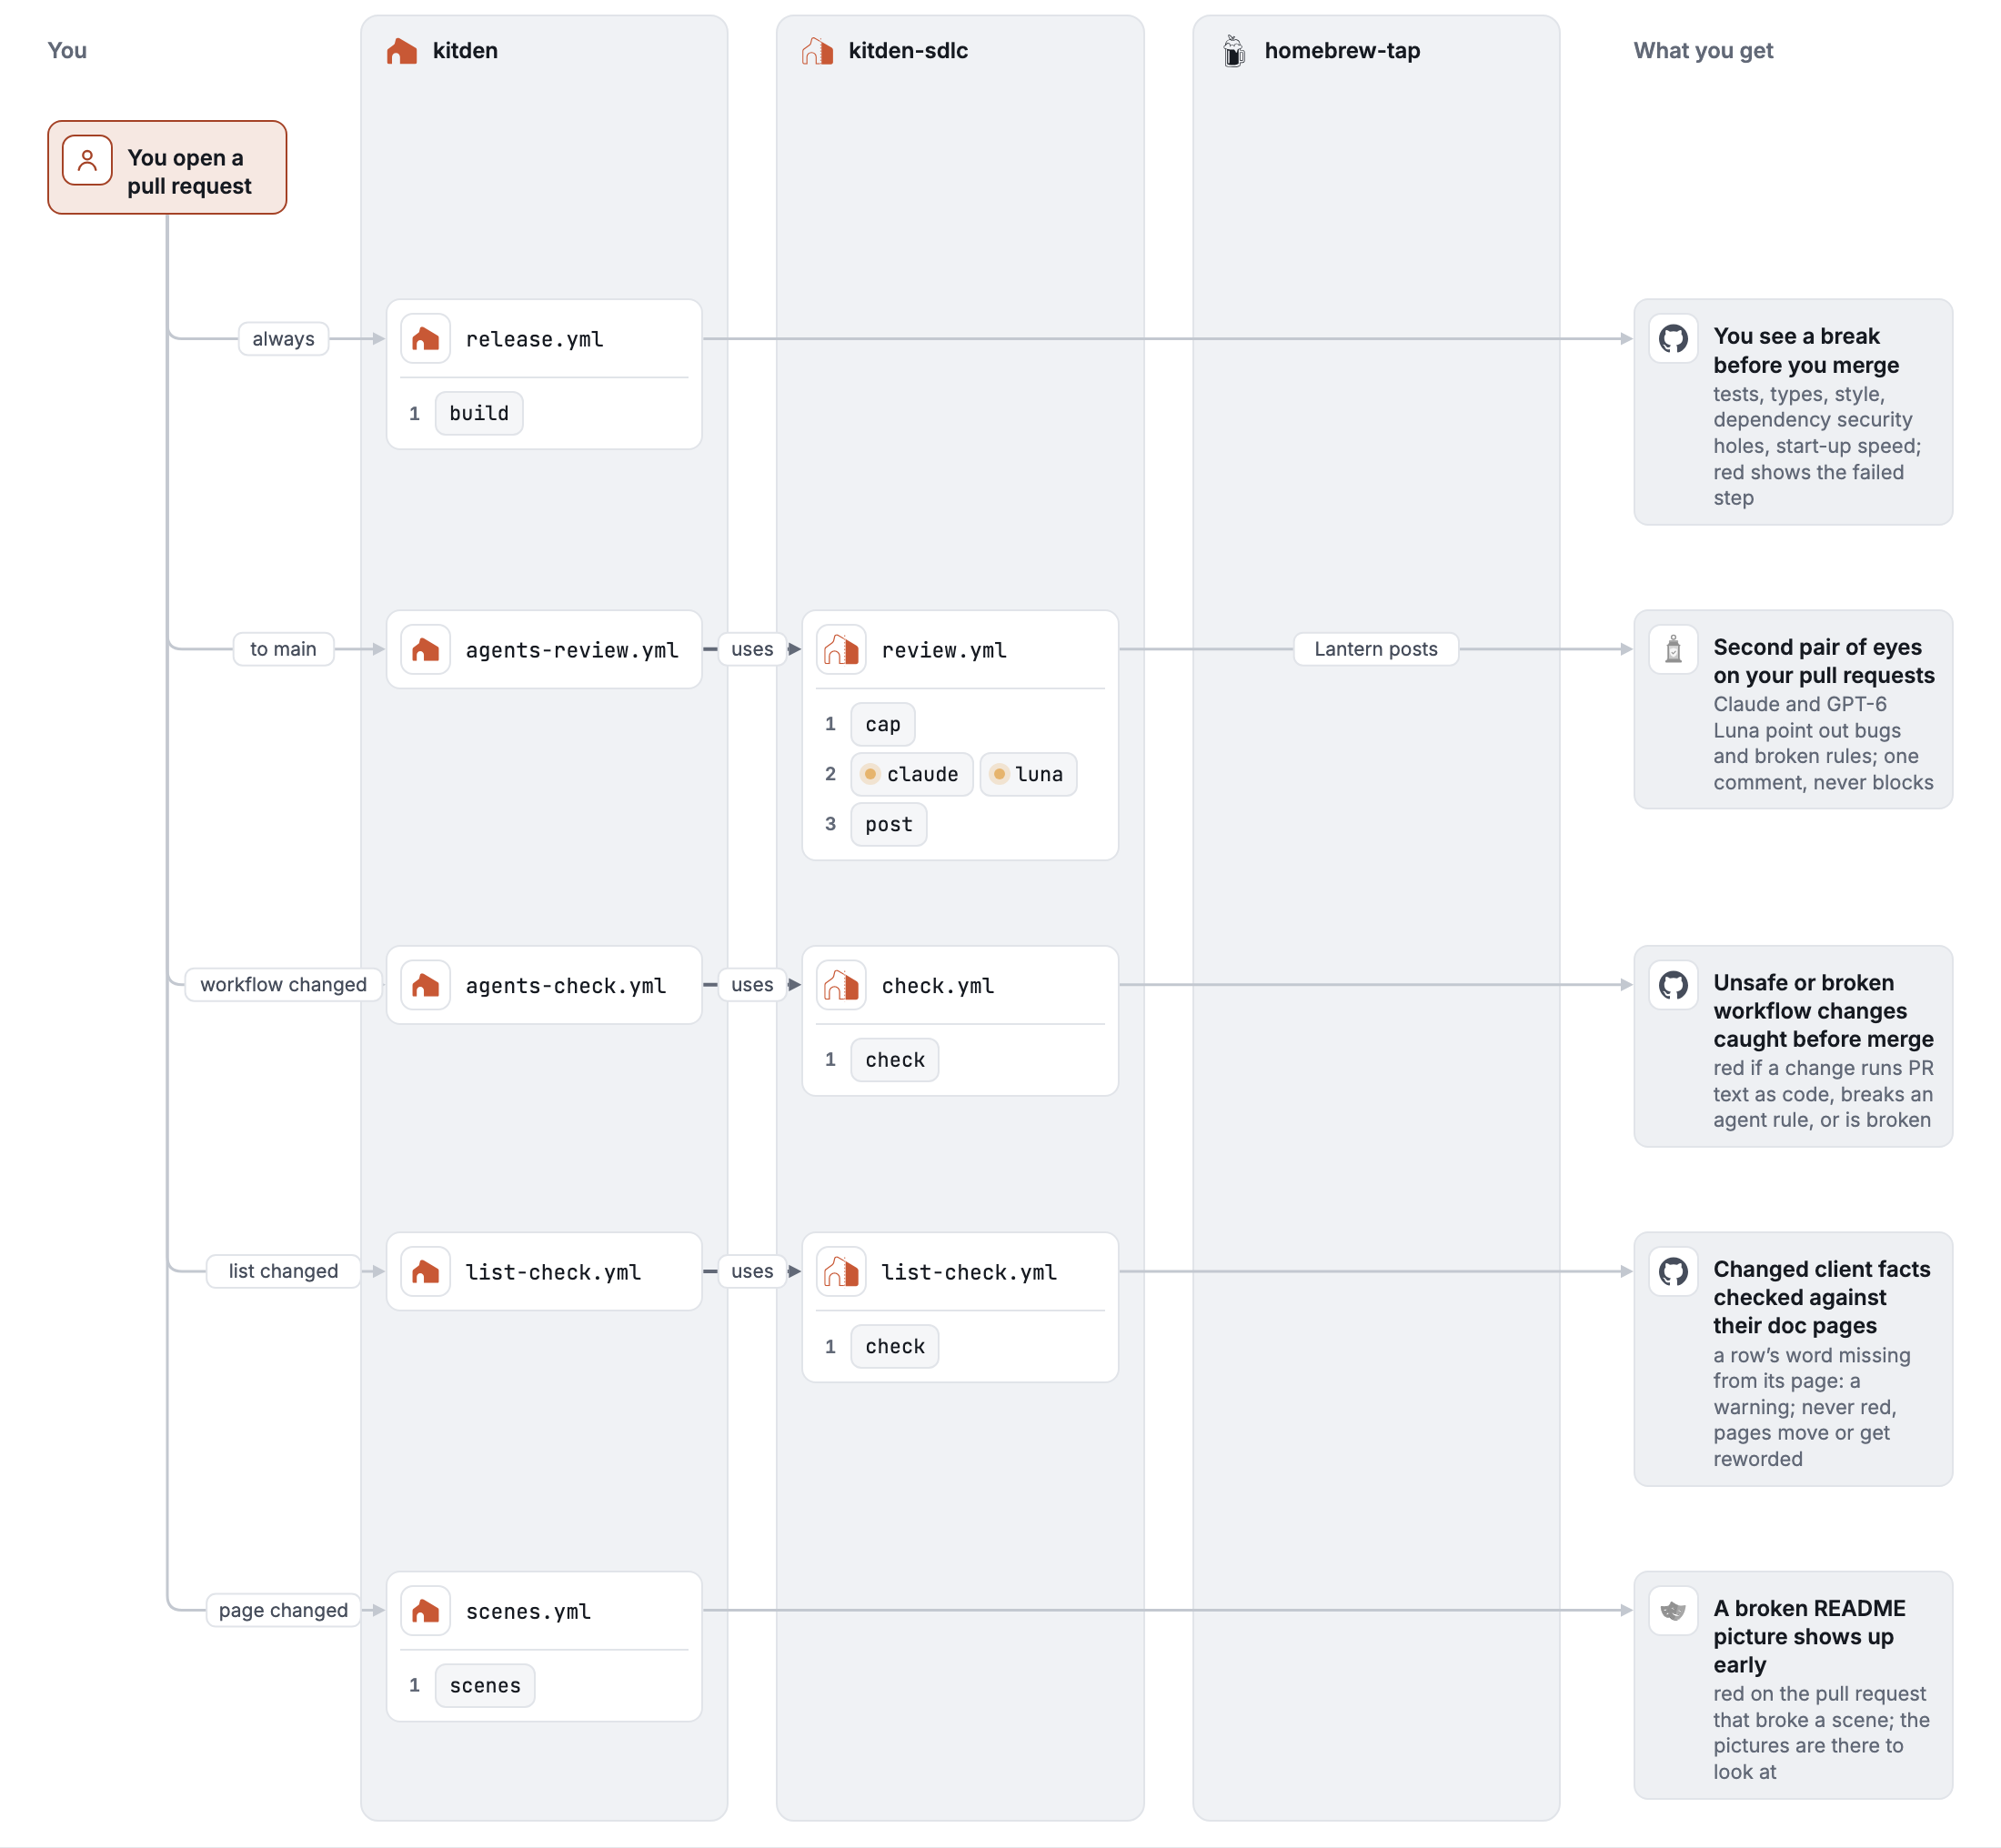 You
kitden
kitden-sdlc
homebrew-tap
What you get
You open a
pull request
always
release.yml
1 build
You see a break
before you merge
tests, types, style,
dependency security
holes, start-up speed;
red shows the failed
step
to main
agents-review.yml
uses
review.yml
1 cap
2 claude luna
3 post
Lantern posts
Second pair of eyes
on your pull requests
Claude and GPT-6
Luna point out bugs
and broken rules; one
comment, never blocks
workflow changed
agents-check.yml
uses
check.yml
1 check
Unsafe or broken
workflow changes
caught before merge
red if a change runs PR
text as code, breaks an
agent rule, or is broken
list changed
list-check.yml
uses
list-check.yml
1 check
Changed client facts
checked against
their doc pages
a row’s word missing
from its page: a
warning; never red,
pages move or get
reworded
page changed
scenes.yml
1 scenes
A broken README
picture shows up
early
red on the pull request
that broke a scene; the
pictures are there to
look at